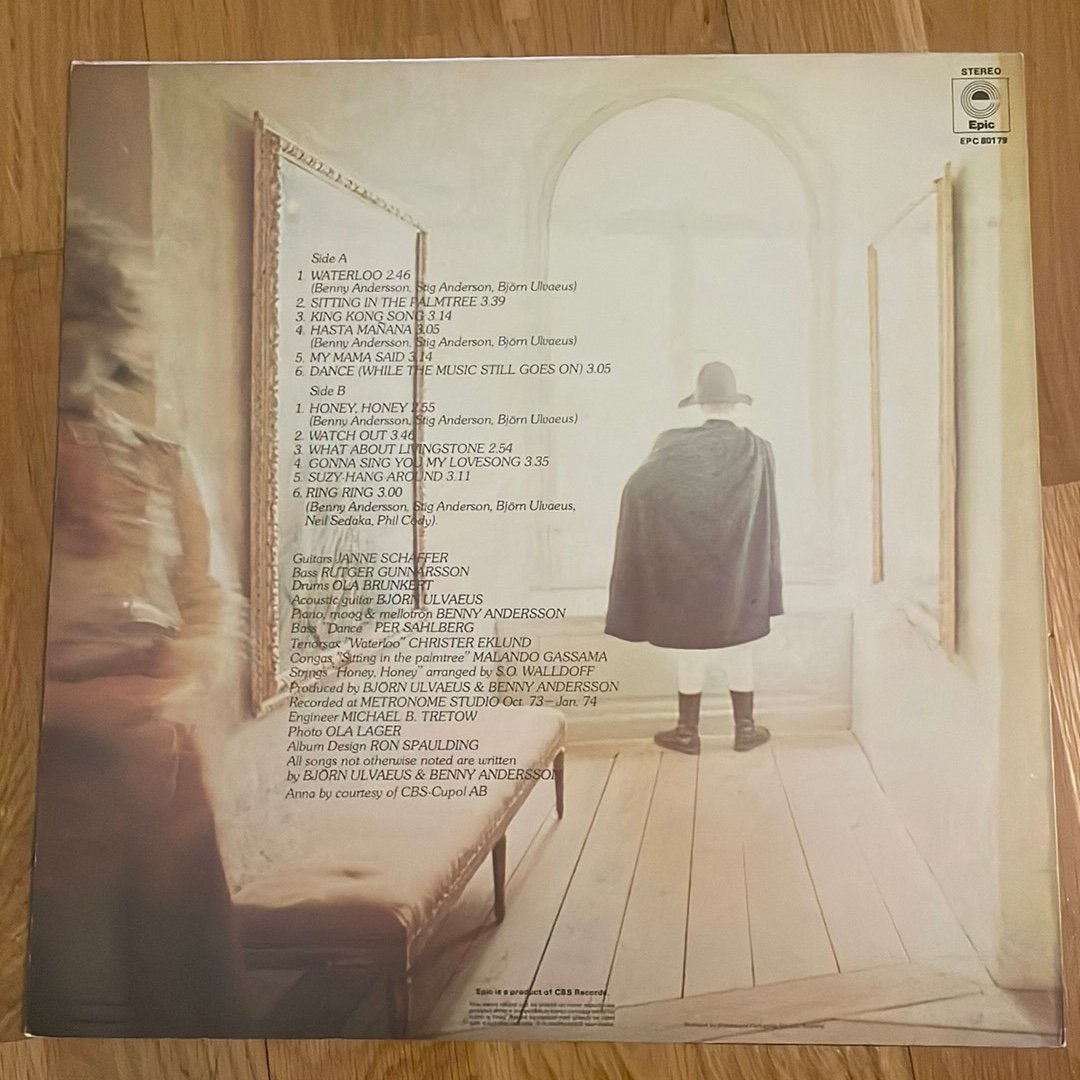 STEREO
Epic
EPC 80179
Side A
1. WATERLOO 2.46
(Benny Andersson, Stig Anderson, Björn Ulvaeus)
2. SITTING IN THE PALMTREE 3.39
3. KING KONG SONG 3.14
4. HASTA MAÑANA 3.05
(Benny Andersson, Stig Anderson, Björn Ulvaeus)
5. MY MAMA SAID 3.14
6. DANCE (WHILE THE MUSIC STILL GOES ON) 3.05
Side B
1. HONEY, HONEY 2.55
(Benny Andersson, Stig Anderson, Björn Ulvaeus)
2. WATCH OUT 3.46
3. WHAT ABOUT LIVINGSTONE 2.54
4. GONNA SING YOU MY LOVESONG 3.35
5. SUZY-HANG-AROUND 3.11
6. RING RING 3.00
(Benny Andersson, Stig Anderson, Björn Ulvaeus,
Neil Sedaka, Phil Cody).
Guitars JANNE SCHAFFER
Bass RUTGER GUNNARSSON
Drums OLA BRUNKERT
Acoustic guitar BJÖRN ULVAEUS
Piano, moog & mellotron BENNY ANDERSSON
Bass "Dance" PER SAHLBERG
Tenorsax "Waterloo" CHRISTER EKLUND
Congas "Sitting in the palmtree" MALANDO GASSAMA
Strings "Honey, Honey" arranged by S.O. WALLDOFF
Produced by BJÖRN ULVAEUS & BENNY ANDERSSON
Recorded at METRONOME STUDIO Oct. 73—Jan. 74
Engineer MICHAEL B. TRETOW
Photo OLA LAGER
Album Design RON SPAULDING
All songs not otherwise noted are written
by BJÖRN ULVAEUS & BENNY ANDERSSON
Anna by courtesy of CBS-Cupol AB
Epic is a product of CBS Records.